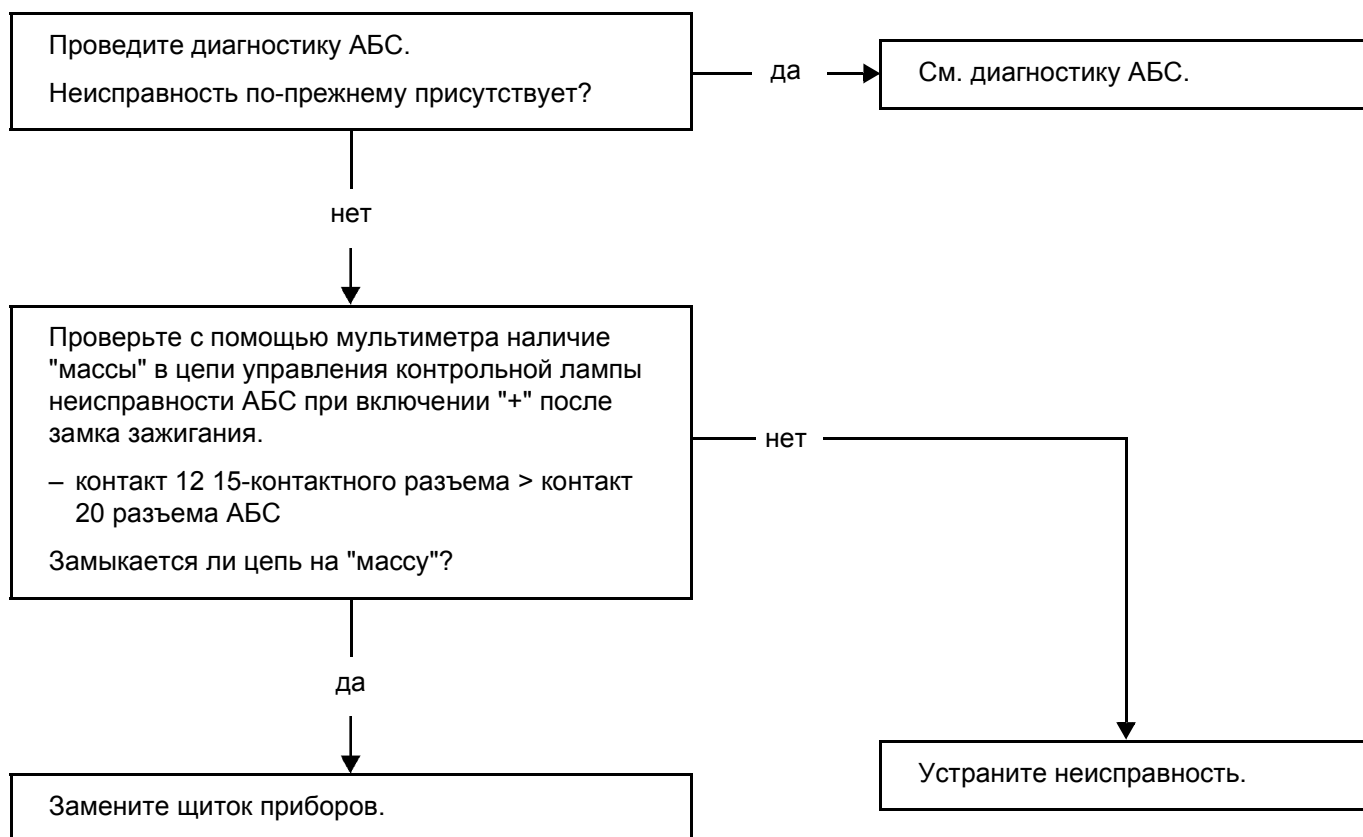 Проведите диагностику АБС.
Неисправность по-прежнему присутствует?
да
См. диагностику АБС.
нет
Проверьте с помощью мультиметра наличие
"массы" в цепи управления контрольной лампы
неисправности АБС при включении "+" после
замка зажигания.
– контакт 12 15-контактного разъема > контакт
20 разъема АБС
Замыкается ли цепь на "массу"?
нет
да
Устраните неисправность.
Замените щиток приборов.